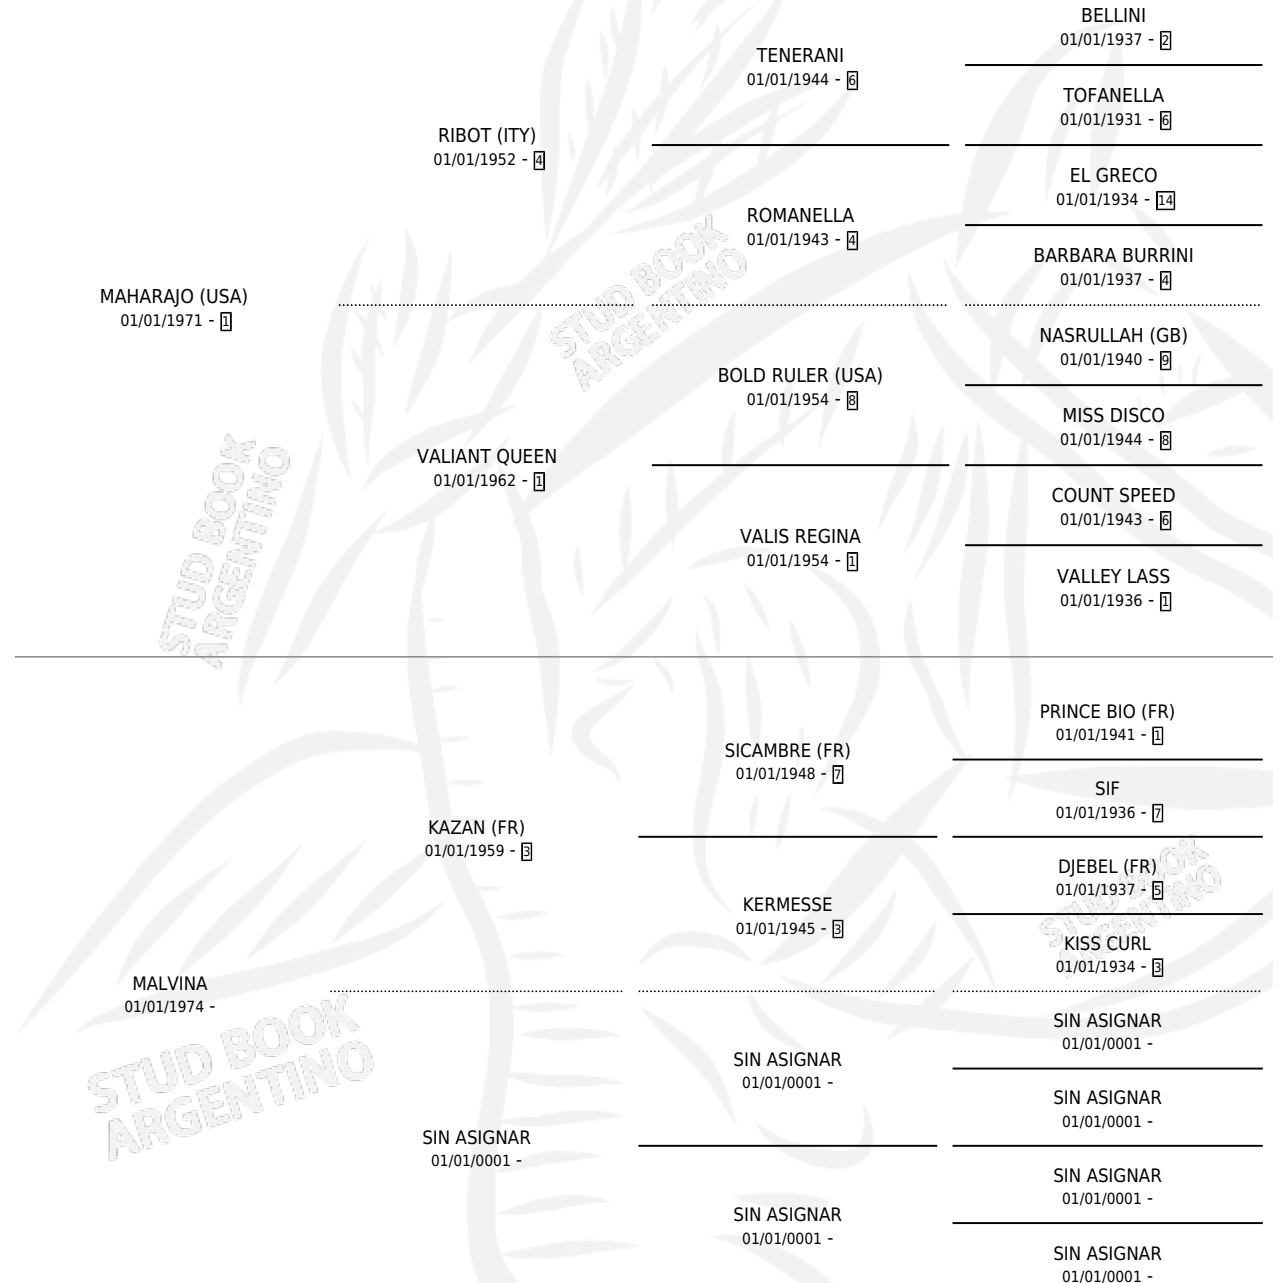 BELLINI
01/01/1937 - 2
TENERANI
01/01/1944 - 6
TOFANELLA
01/01/1931 - 6
RIBOT (ITY)
01/01/1952 - 4
EL GRECO
01/01/1934 - 14
ROMANELLA
01/01/1943 - 4
BARBARA BURRINI
01/01/1937 - 4
MAHARAJO (USA)
01/01/1971 - 1
NASRULLAH (GB)
01/01/1940 - 9
BOLD RULER (USA)
01/01/1954 - 8
MISS DISCO
01/01/1944 - 8
VALIANT QUEEN
01/01/1962 - 1
COUNT SPEED
01/01/1943 - 6
VALIS REGINA
01/01/1954 - 1
VALLEY LASS
01/01/1936 - 1
PRINCE BIO (FR)
01/01/1941 - 1
SICAMBRE (FR)
01/01/1948 - 7
SIF
01/01/1936 - 7
KAZAN (FR)
01/01/1959 - 3
DJEBEL (FR)
01/01/1937 - 5
KERMESSE
01/01/1945 - 3
KISS CURL
01/01/1934 - 3
MALVINA
01/01/1974 -
SIN ASIGNAR
01/01/0001 -
SIN ASIGNAR
01/01/0001 -
SIN ASIGNAR
01/01/0001 -
SIN ASIGNAR
01/01/0001 -
SIN ASIGNAR
01/01/0001 -
SIN ASIGNAR
01/01/0001 -
SIN ASIGNAR
01/01/0001 -
STUD BOOK
ARGENTINO
STUD BOOK
ARGENTINO
STUD BOOK
ARGENTINO
STUD BOOK
ARGENTINO